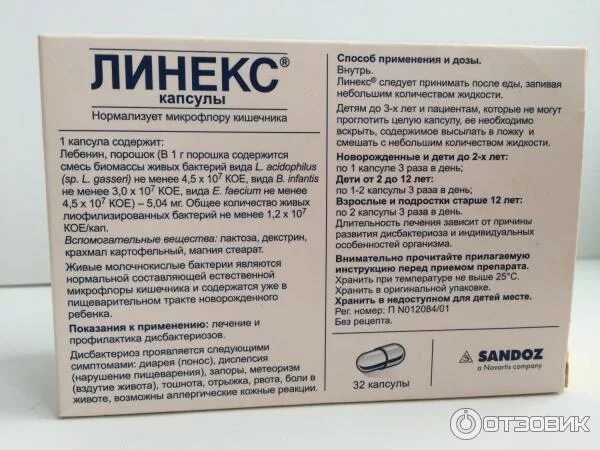 ЛИНЕКС®
капсулы
Нормализует микрофлору кишечника
1 капсула содержит:
Лебенин, порошок (В 1 г порошка содержится
смесь биомассы живых бактерий вида L. acidophilus
(sp. L. gasseri) не менее 4,5 x 10⁷ КОЕ, вида B. infantis
не менее 3,0 x 10⁷ КОЕ, вида E. faecium не менее
4,5 x 10⁷ КОЕ) – 5,04 мг. Общее количество живых
лиофилизированных бактерий не менее 1,2 x 10⁷
КОЕ/кап.
Вспомогательные вещества: лактоза, декстрин,
крахмал картофельный, магния стеарат.
Живые молочнокислые бактерии являются
нормальной составляющей естественной
микрофлоры кишечника и содержатся уже в
пищеварительном тракте новорожденного
ребенка.
Показания к применению: лечение и
профилактика дисбактериозов.
Дисбактериоз проявляется следующими
симптомами: диарея (понос), диспепсия
(нарушение пищеварения), запоры, метеоризм
(вздутие живота), тошнота, отрыжка, рвота, боли в
животе, возможны аллергические кожные реакции.
Способ применения и дозы.
Внутрь.
Линекс® следует принимать после еды, запивая
небольшим количеством жидкости.
Детям до 3-х лет и пациентам, которые не могут
проглотить целую капсулу, ее необходимо
вскрыть, содержимое высыпать в ложку и
смешать с небольшим количеством жидкости.
Новорожденные и дети до 2-х лет:
по 1 капсуле 3 раза в день;
Дети от 2 до 12 лет:
по 1-2 капсулы 3 раза в день;
Взрослые и подростки старше 12 лет:
по 2 капсулы 3 раза в день.
Длительность лечения зависит от причины
развития дисбактериоза и индивидуальных
особенностей организма.
Внимательно прочитайте прилагаемую
инструкцию перед приемом препарата.
Хранить при температуре не выше 25°С.
Хранить в оригинальной упаковке.
Хранить в недоступном для детей месте.
Рег. номер: П N012084/01
Без рецепта.
32 капсулы
S SANDOZ
a Novartis company
ОТЗОВИК